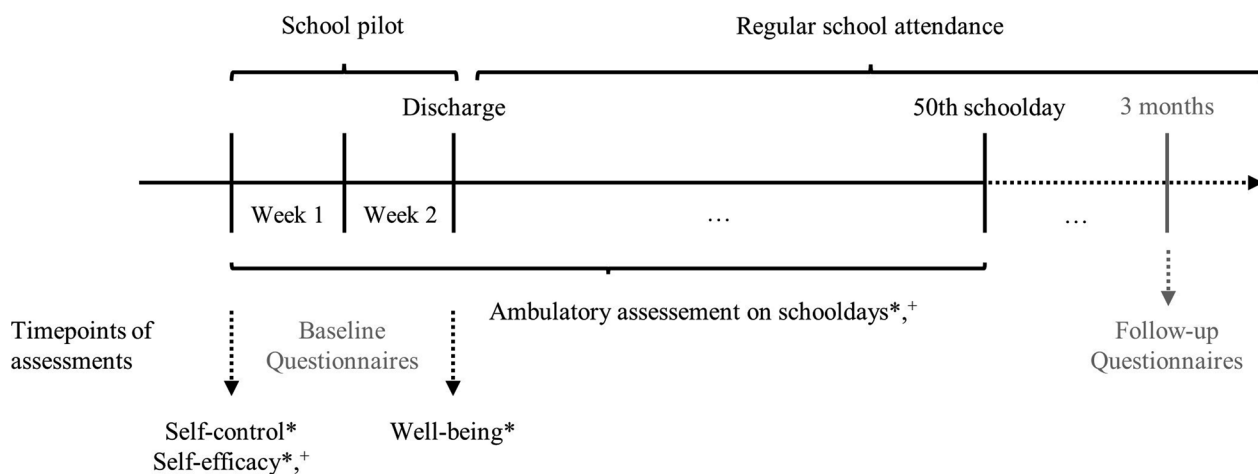 School pilot
Regular school attendance
Discharge
50th schoolday
3 months
Week 1
Week 2
…
…
Ambulatory assessement on schooldays*,+
Timepoints of
assessments
Baseline
Questionnaires
Follow-up
Questionnaires
Self-control*
Self-efficacy*,+
Well-being*